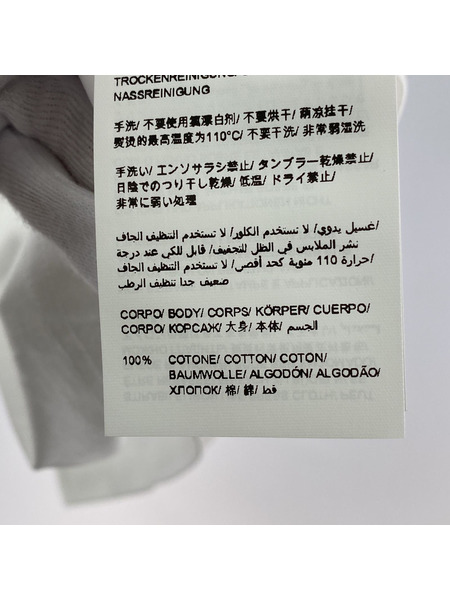 TROCKENREINIGUNG/
NASSREINIGUNG
手洗/ 不要使用氯漂白剂/ 不要烘干/ 荫凉挂干/
熨烫的最高温度为110°C/ 不要干洗/ 非常弱湿洗
手洗い/ エンソサラシ禁止/ タンブラー乾燥禁止/
日陰でのつり干し乾燥/ 低温/ ドライ禁止/
非常に弱い処理
غسيل يدوي/ لا تستخدم الكلور/ لا تستخدم التنظيف الجاف/
نشر الملابس في الظل للتجفيف/ قابل للكي عند درجة
حرارة 110 مئوية كحد أقصى/ لا تستخدم التنظيف الجاف/
ضعيف جدا تنظيف الرطب
CORPO/ BODY/ CORPS/ KÖRPER/ CUERPO/
CORPO/ КОРСАЖ/ 大身/ 本体/ الجسم
100% COTONE/ COTTON/ COTON/
BAUMWOLLE/ ALGODÓN/ ALGODÃO/
ХЛОПОК/ 棉/ 綿/ قط